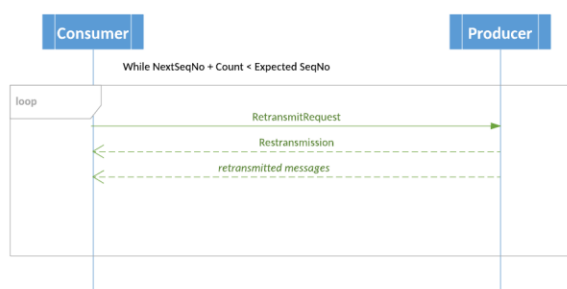 Consumer
Producer
While NextSeqNo + Count < Expected SeqNo
loop
RetransmitRequest
Restransmission
retransmitted messages